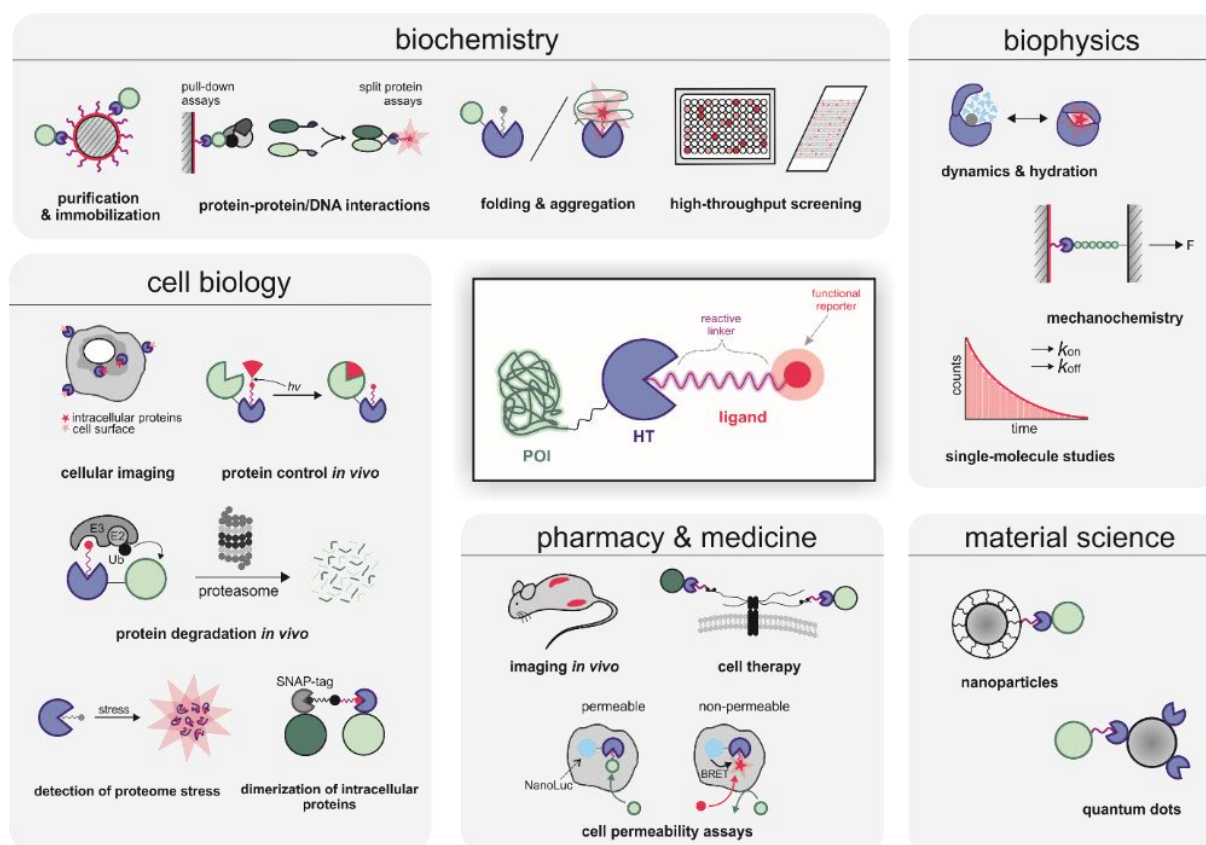 biochemistry
pull-down
assays
split protein
assays
purification
& immobilization
protein-protein/DNA interactions
folding & aggregation
high-throughput screening
biophysics
dynamics & hydration
F
mechanochemistry
counts
kon
koff
time
single-molecule studies
cell biology
intracellular proteins
cell surface
hv
cellular imaging
protein control in vivo
E3
E2
Ub
proteasome
protein degradation in vivo
stress
SNAP-tag
detection of proteome stress
dimerization of intracellular
proteins
functional
reporter
reactive
linker
ligand
HT
POI
pharmacy & medicine
imaging in vivo
cell therapy
permeable
non-permeable
NanoLuc
BRET
cell permeability assays
material science
nanoparticles
quantum dots